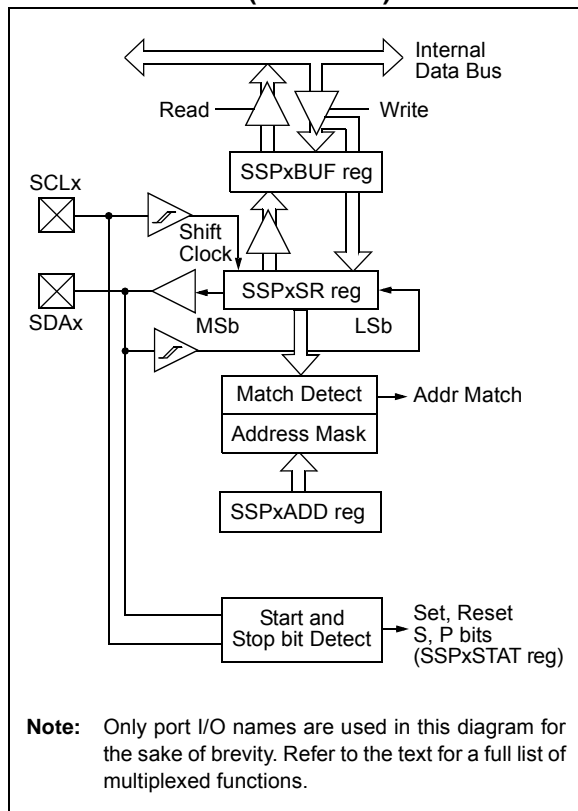 Internal
Data Bus
Read
Write
SSPxBUF reg
SCLx
Shift
Clock
SSPxSR reg
SDAx
MSb
LSb
Match Detect
Addr Match
Address Mask
SSPxADD reg
Start and
Stop bit Detect
Set, Reset
S, P bits
(SSPxSTAT reg)
Note: Only port I/O names are used in this diagram for
the sake of brevity. Refer to the text for a full list of
multiplexed functions.